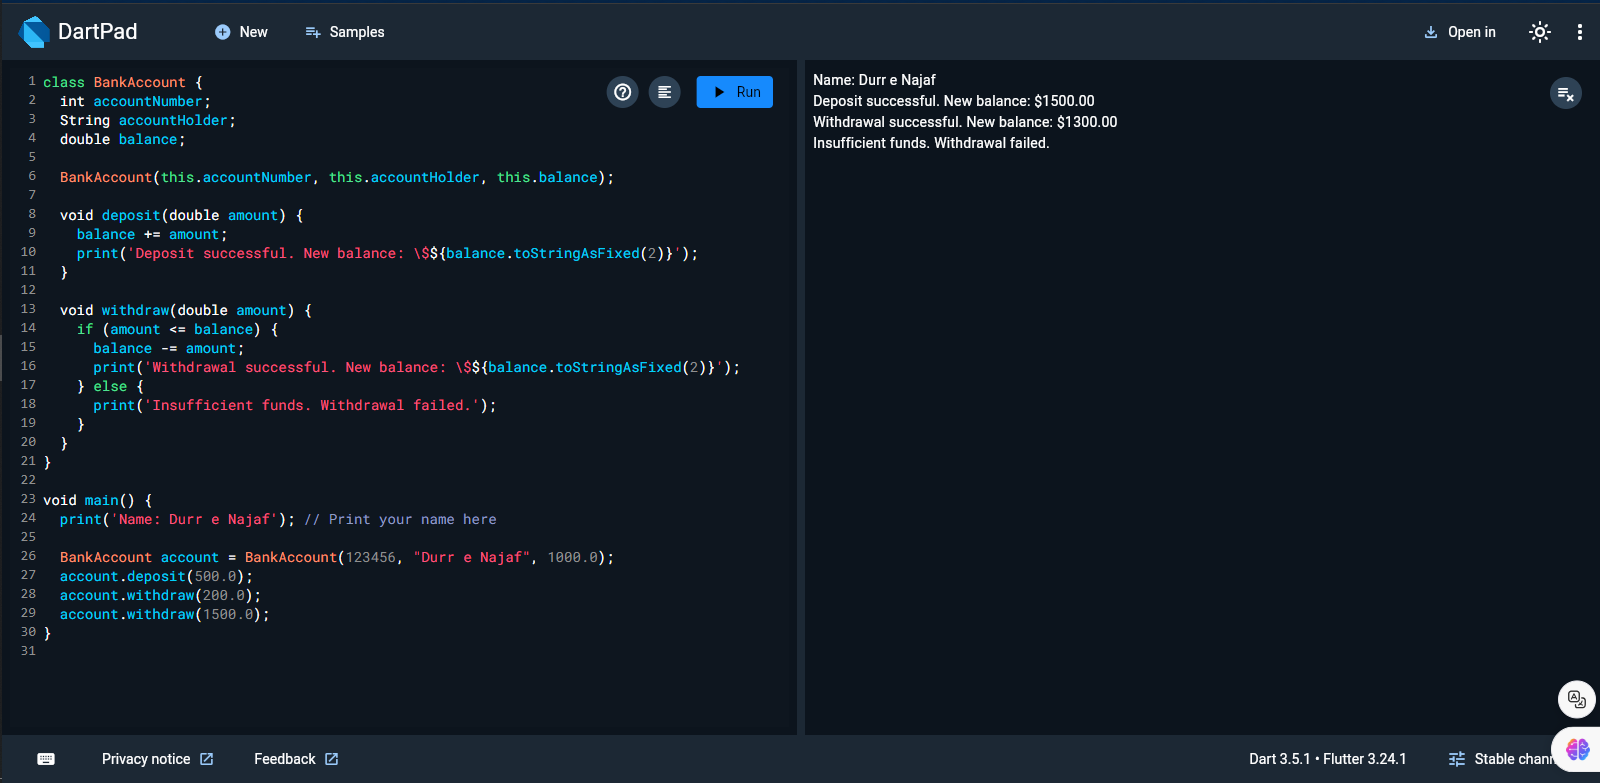 DartPad
New
Samples
Open in
1 class BankAccount {
2   int accountNumber;
3   String accountHolder;
4   double balance;
5
6   BankAccount(this.accountNumber, this.accountHolder, this.balance);
7
8   void deposit(double amount) {
9     balance += amount;
10     print('Deposit successful. New balance: \$${balance.toStringAsFixed(2)}');
11   }
12
13   void withdraw(double amount) {
14     if (amount <= balance) {
15       balance -= amount;
16       print('Withdrawal successful. New balance: \$${balance.toStringAsFixed(2)}');
17     } else {
18       print('Insufficient funds. Withdrawal failed.');
19     }
20   }
21 }
22
23 void main() {
24   print('Name: Durr e Najaf'); // Print your name here
25
26   BankAccount account = BankAccount(123456, "Durr e Najaf", 1000.0);
27   account.deposit(500.0);
28   account.withdraw(200.0);
29   account.withdraw(1500.0);
30 }
31
Run
Name: Durr e Najaf
Deposit successful. New balance: $1500.00
Withdrawal successful. New balance: $1300.00
Insufficient funds. Withdrawal failed.
Privacy notice
Feedback
Dart 3.5.1 • Flutter 3.24.1
Stable chann